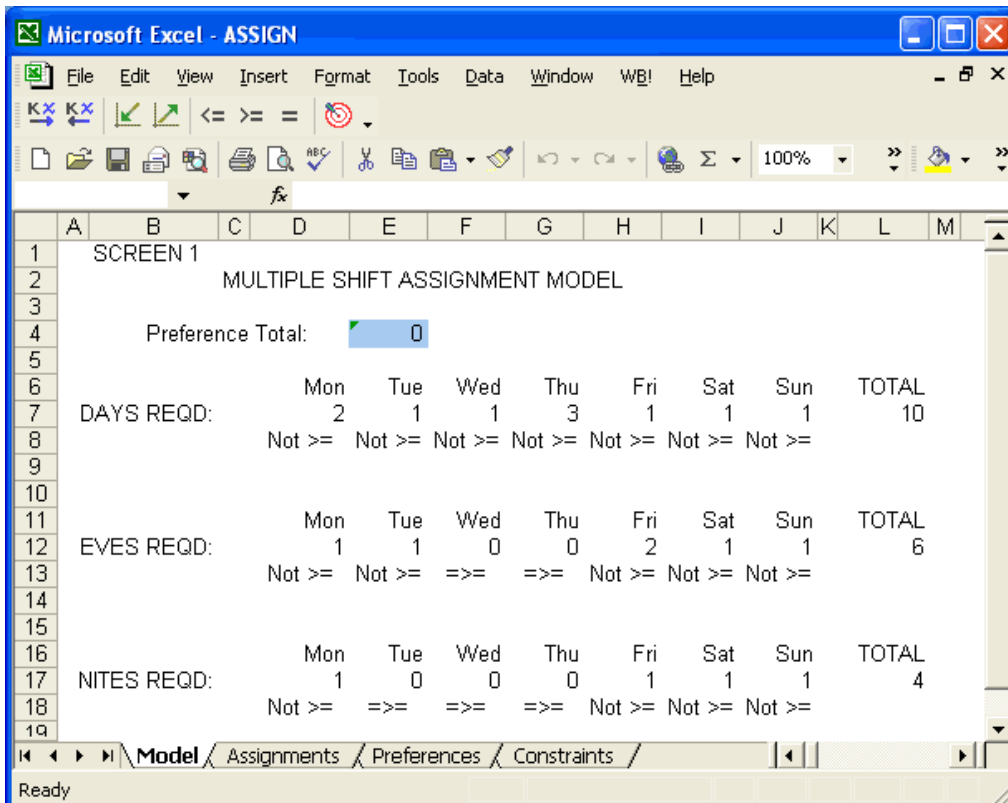 Microsoft Excel - ASSIGN
File Edit View Insert Format Tools Data Window WB! Help
<= >= =
ABC Σ 100% »
fx
A B C D E F G H I J K L M
1 SCREEN 1
2 MULTIPLE SHIFT ASSIGNMENT MODEL
3
4 Preference Total: 0
5
6 Mon Tue Wed Thu Fri Sat Sun TOTAL
7 DAYS REQD: 2 1 1 3 1 1 1 10
8 Not >= Not >= Not >= Not >= Not >= Not >= Not >=
9
10
11 Mon Tue Wed Thu Fri Sat Sun TOTAL
12 EVES REQD: 1 1 0 0 2 1 1 6
13 Not >= Not >= =>= =>= Not >= Not >= Not >=
14
15
16 Mon Tue Wed Thu Fri Sat Sun TOTAL
17 NITES REQD: 1 0 0 0 1 1 1 4
18 Not >= =>= =>= =>= Not >= Not >= Not >=
19
Model Assignments Preferences Constraints
Ready